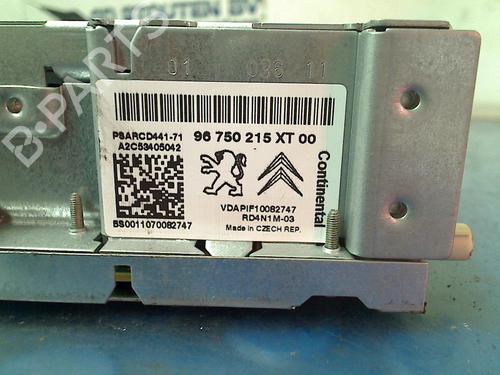 01 036 11
PSARCD441-71 96 750 215 XT 00
A2C53405042
Continental
VDAPIF10082747
RD4N1M-03
BS0011070082747 Made in CZECH REP.
B-PARTS